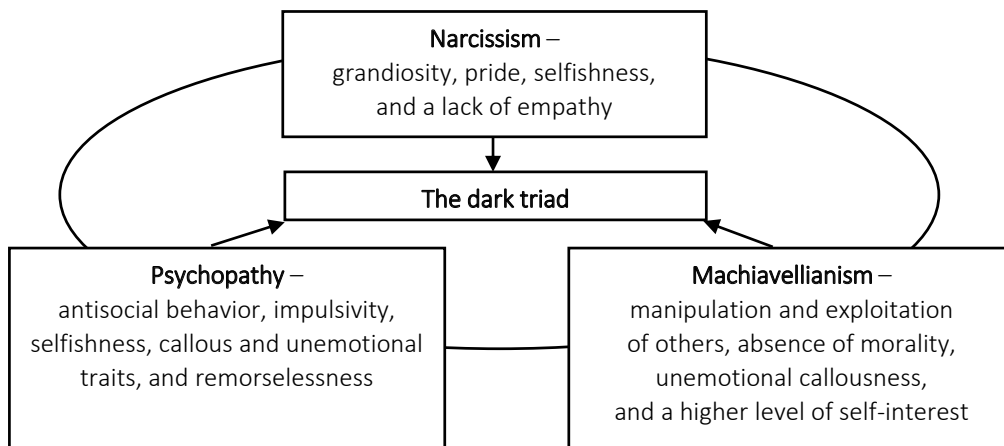 Narcissism –
grandiosity, pride, selfishness,
and a lack of empathy
The dark triad
Psychopathy –
antisocial behavior, impulsivity,
selfishness, callous and unemotional
traits, and remorselessness
Machiavellianism –
manipulation and exploitation
of others, absence of morality,
unemotional callousness,
and a higher level of self-interest